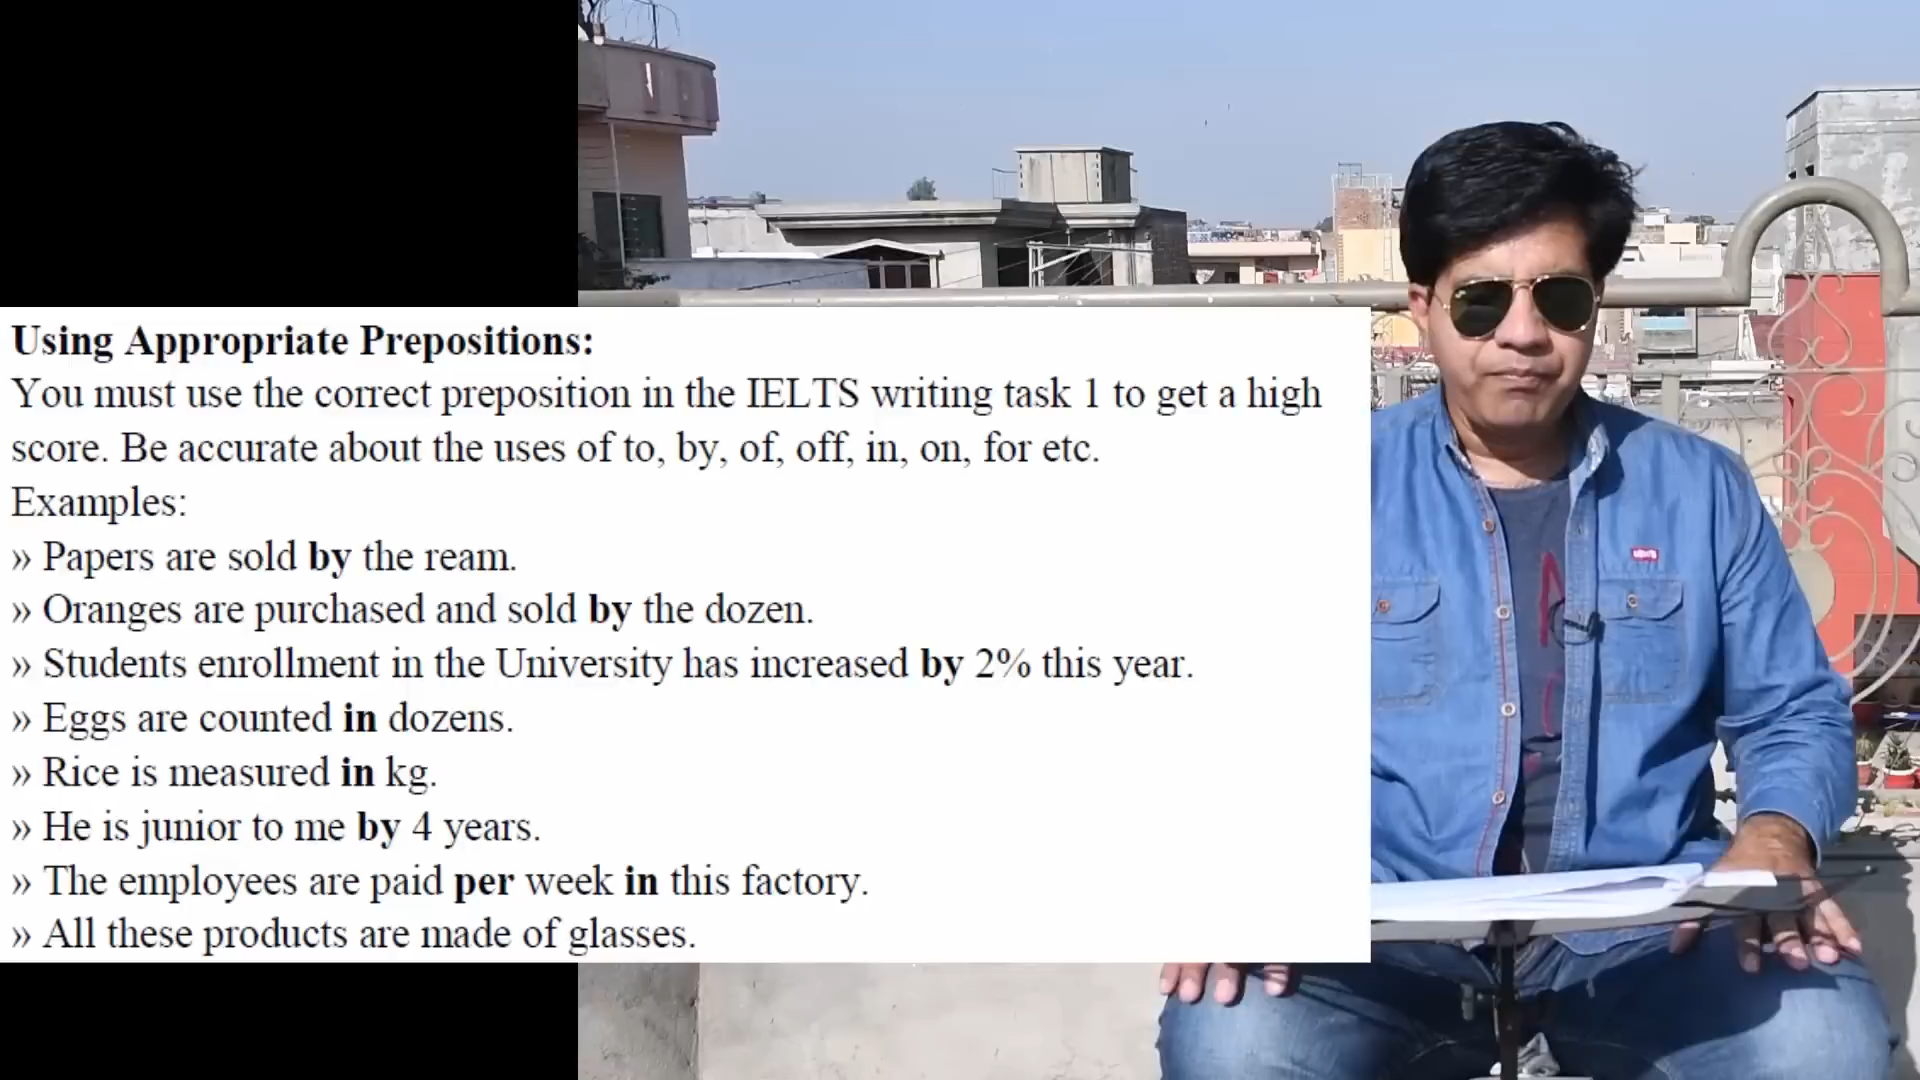 Using Appropriate Prepositions:
You must use the correct preposition in the IELTS writing task 1 to get a high
score. Be accurate about the uses of to, by, of, off, in, on, for etc.
Examples:
» Papers are sold by the ream.
» Oranges are purchased and sold by the dozen.
» Students enrollment in the University has increased by 2% this year.
» Eggs are counted in dozens.
» Rice is measured in kg.
» He is junior to me by 4 years.
» The employees are paid per week in this factory.
» All these products are made of glasses.